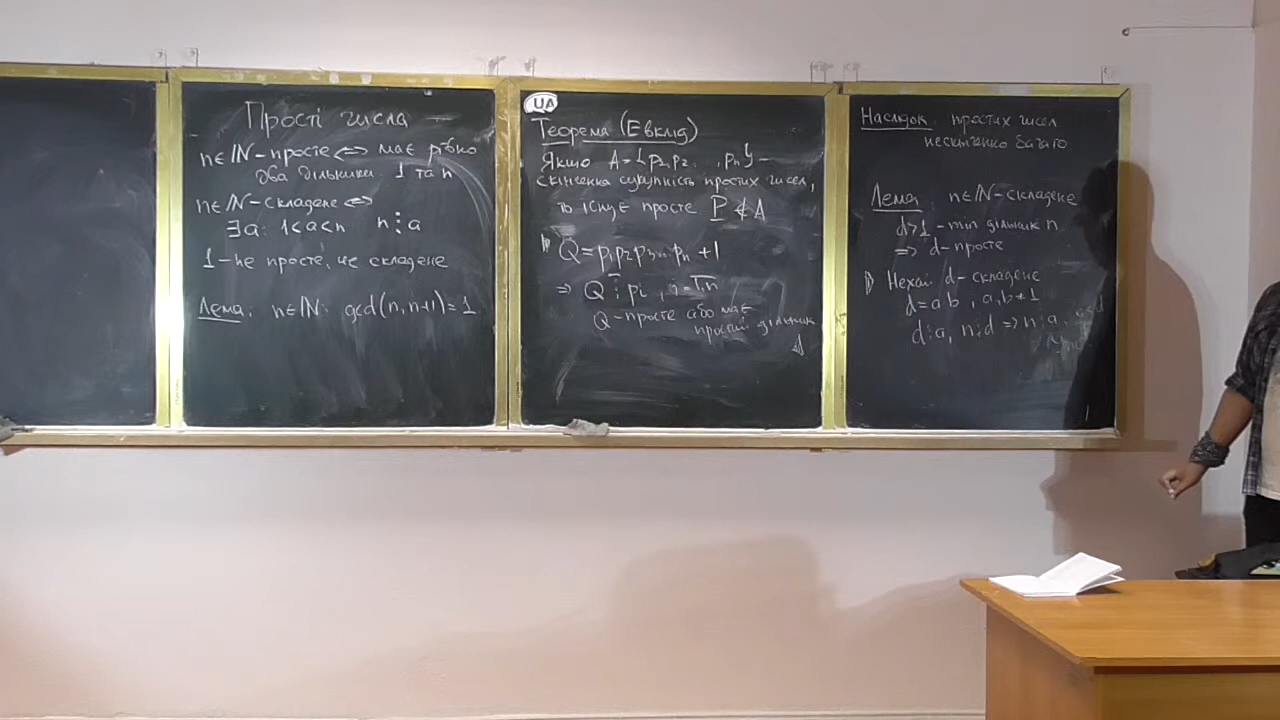 Прості числа
n∈ℕ - просте ⟺ має рівно
два дільники: 1 та n
n∈ℕ - складене ⟺
∃a: 1<a<n n⋮a
1 - не просте, не складене
Лема: n∈ℕ: gcd(n, n+1) = 1
UA
Теорема (Евклід)
Якщо A = {p₁, p₂, ..., pₙ} -
скінченна сукупність простих чисел,
то існує просте P ∉ A
Q = p₁p₂p₃...pₙ + 1
⇒ Q ⋮̸ pᵢ, i = 1,n
Q - просте або має
простий дільник
Наслідок: простих чисел
нескінченно багато
Лема: n∈ℕ - складене
d>1 - min дільник n
⇒ d - просте
Нехай d - складене
d = ab, a,b ≠ 1
d⋮a, n⋮d ⇒ n⋮a, a<d